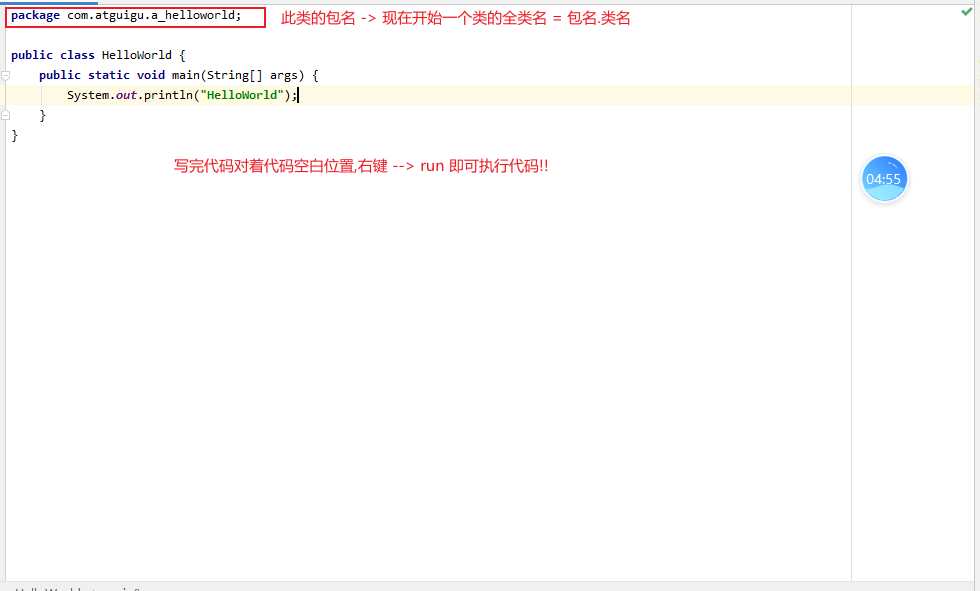 package com.atguigu.a_helloworld;
此类的包名 -> 现在开始一个类的全类名 = 包名.类名
public class HelloWorld {
public static void main(String[] args) {
System.out.println("HelloWorld");
}
}
写完代码对着代码空白位置,右键 --> run 即可执行代码!!
04:55